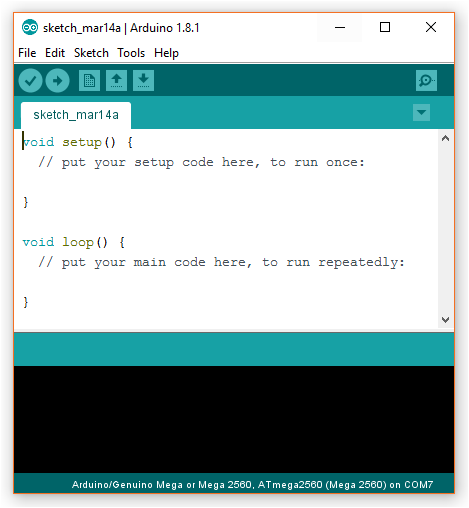 sketch_mar14a | Arduino 1.8.1
File Edit Sketch Tools Help
sketch_mar14a
void setup() {
  // put your setup code here, to run once:
}
void loop() {
  // put your main code here, to run repeatedly:
}
Arduino/Genuino Mega or Mega 2560, ATmega2560 (Mega 2560) on COM7